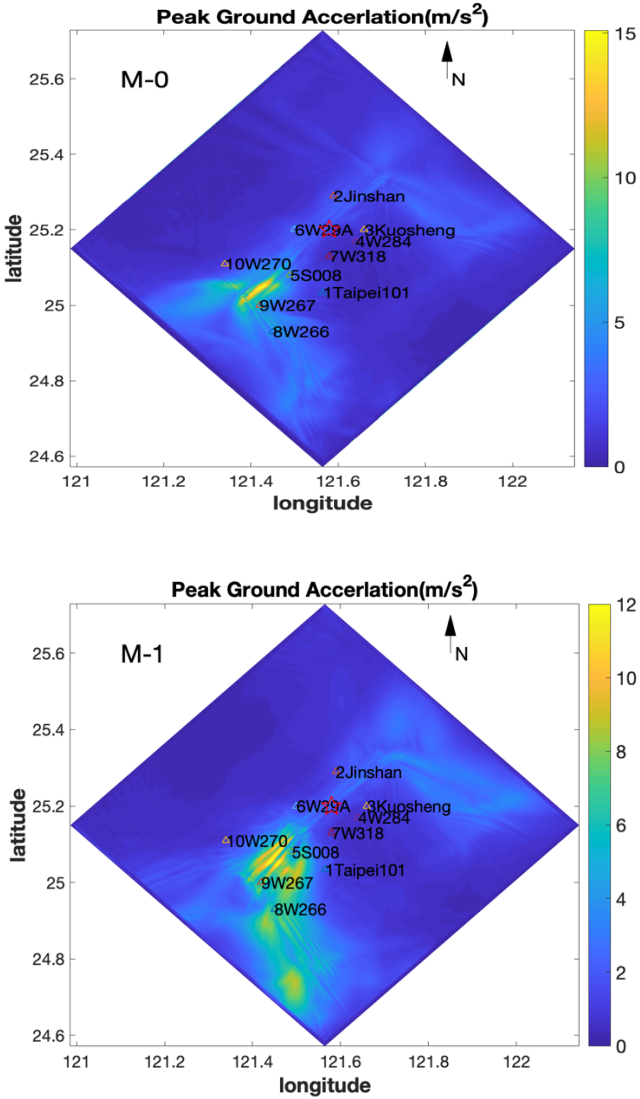 Peak Ground Accerlation(m/s2)
M-0
N
15
10
5
0
25.6
25.4
25.2
25
24.8
24.6
latitude
2Jinshan
6W29A
3Kuosheng
4W284
7W318
10W270
5S008
1Taipei101
9W267
8W266
121
121.2
121.4
121.6
121.8
122
longitude
Peak Ground Accerlation(m/s2)
M-1
N
12
10
8
6
4
2
0
25.6
25.4
25.2
25
24.8
24.6
latitude
2Jinshan
6W29A
3Kuosheng
4W284
7W318
10W270
5S008
1Taipei101
9W267
8W266
121
121.2
121.4
121.6
121.8
122
longitude